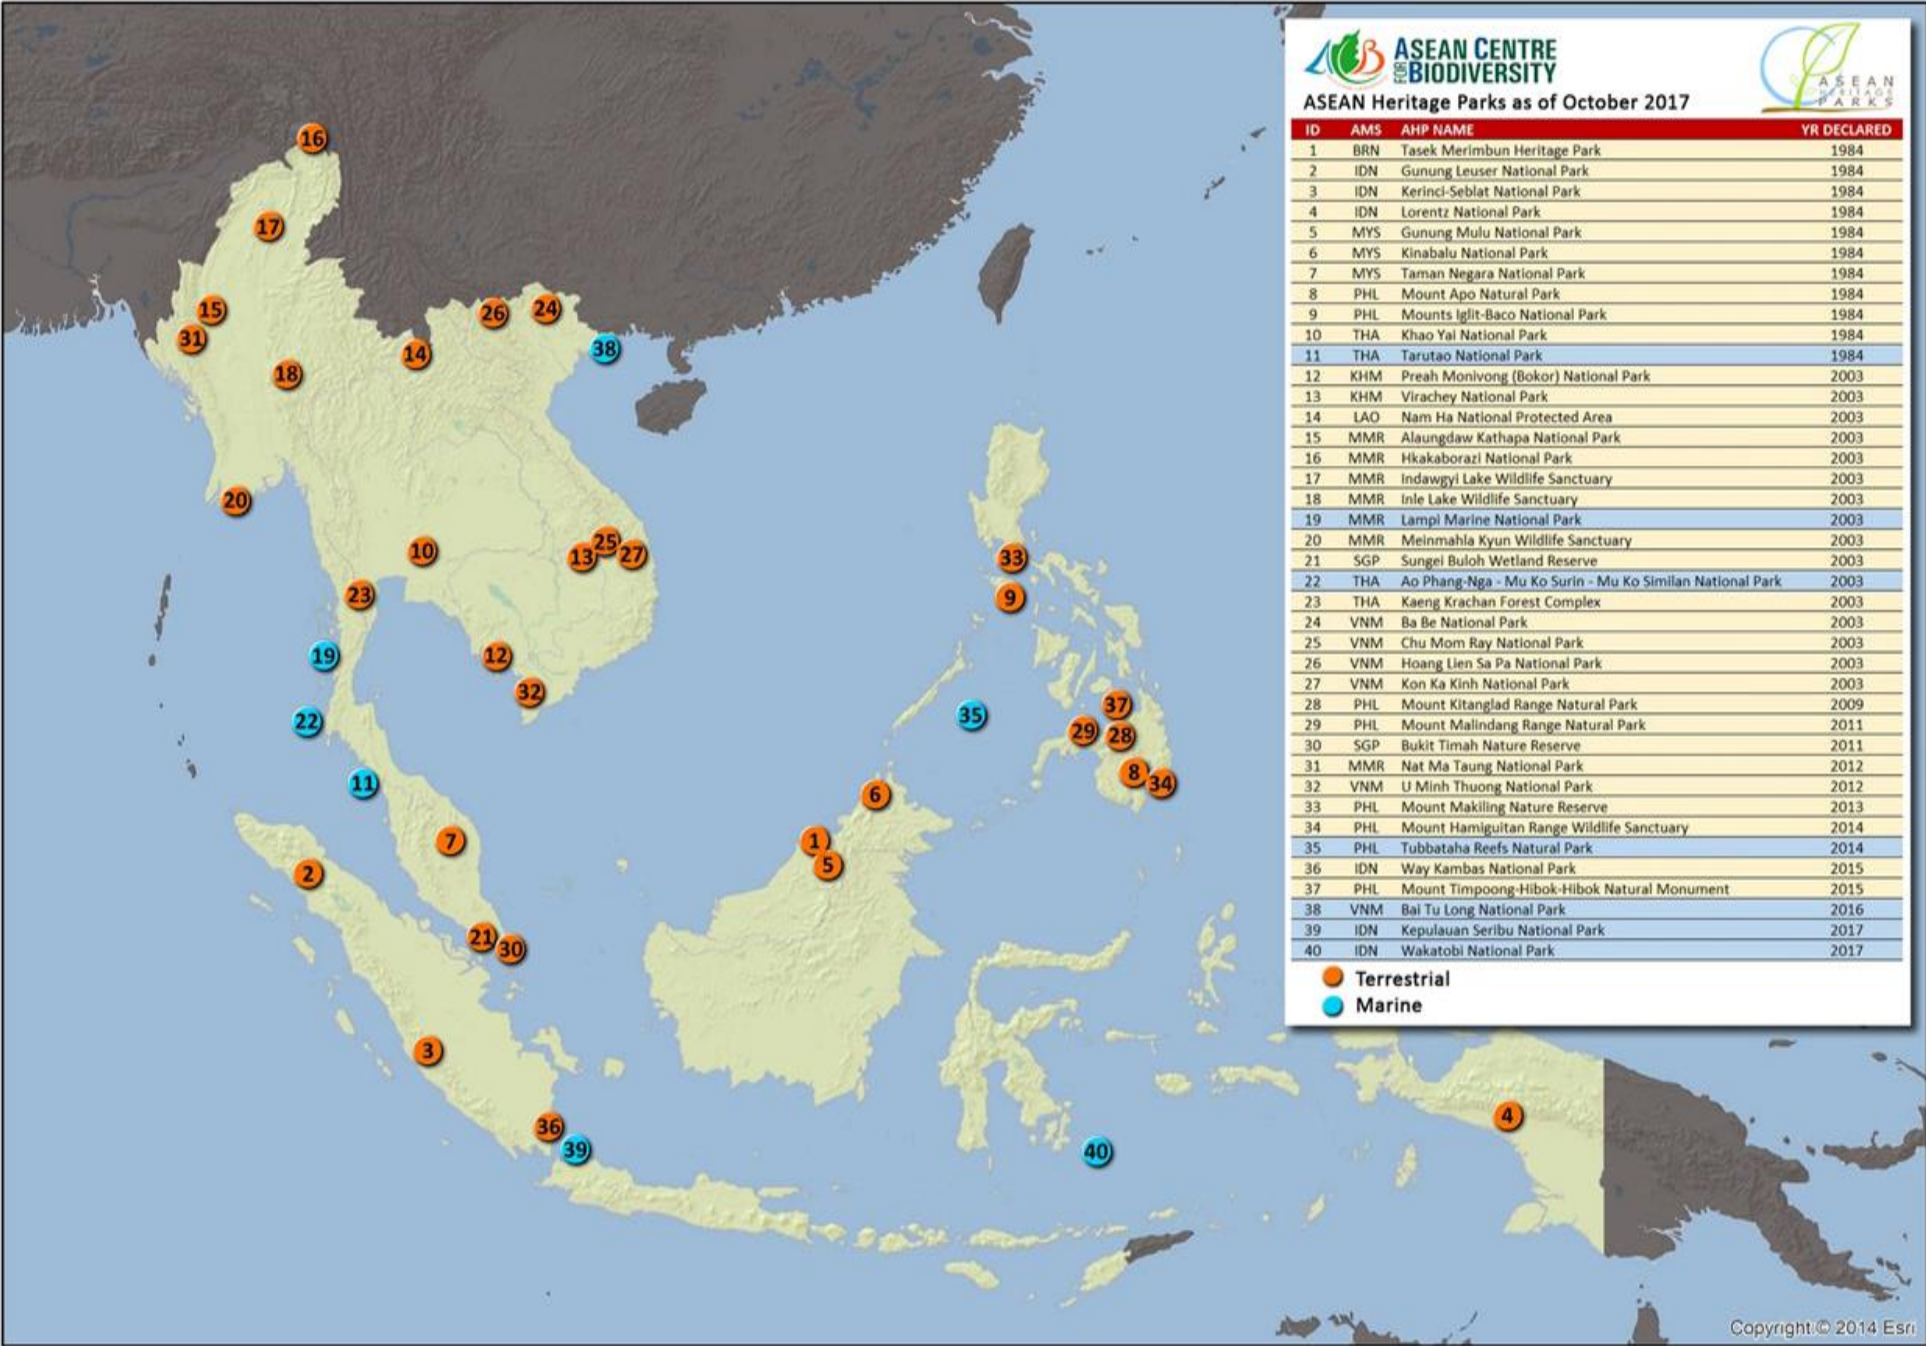 ASEAN CENTRE
FOR BIODIVERSITY
ASEAN
HERITAGE
PARKS
ASEAN Heritage Parks as of October 2017
ID AMS AHP NAME YR DECLARED
1 BRN Tasek Merimbun Heritage Park 1984
2 IDN Gunung Leuser National Park 1984
3 IDN Kerinci-Seblat National Park 1984
4 IDN Lorentz National Park 1984
5 MYS Gunung Mulu National Park 1984
6 MYS Kinabalu National Park 1984
7 MYS Taman Negara National Park 1984
8 PHL Mount Apo Natural Park 1984
9 PHL Mounts Iglit-Baco National Park 1984
10 THA Khao Yai National Park 1984
11 THA Tarutao National Park 1984
12 KHM Preah Monivong (Bokor) National Park 2003
13 KHM Virachey National Park 2003
14 LAO Nam Ha National Protected Area 2003
15 MMR Alaungdaw Kathapa National Park 2003
16 MMR Hkakaborazi National Park 2003
17 MMR Indawgyi Lake Wildlife Sanctuary 2003
18 MMR Inle Lake Wildlife Sanctuary 2003
19 MMR Lampi Marine National Park 2003
20 MMR Meinmahla Kyun Wildlife Sanctuary 2003
21 SGP Sungei Buloh Wetland Reserve 2003
22 THA Ao Phang-Nga - Mu Ko Surin - Mu Ko Similan National Park 2003
23 THA Kaeng Krachan Forest Complex 2003
24 VNM Ba Be National Park 2003
25 VNM Chu Mom Ray National Park 2003
26 VNM Hoang Lien Sa Pa National Park 2003
27 VNM Kon Ka Kinh National Park 2003
28 PHL Mount Kitanglad Range Natural Park 2009
29 PHL Mount Malindang Range Natural Park 2011
30 SGP Bukit Timah Nature Reserve 2011
31 MMR Nat Ma Taung National Park 2012
32 VNM U Minh Thuong National Park 2012
33 PHL Mount Makiling Nature Reserve 2013
34 PHL Mount Hamiguitan Range Wildlife Sanctuary 2014
35 PHL Tubbataha Reefs Natural Park 2014
36 IDN Way Kambas National Park 2015
37 PHL Mount Timpoong-Hibok-Hibok Natural Monument 2015
38 VNM Bai Tu Long National Park 2016
39 IDN Kepulauan Seribu National Park 2017
40 IDN Wakatobi National Park 2017
Terrestrial
Marine
16
17
15
26
24
31
38
14
18
20
25
10
13
27
33
23
9
19
12
32
37
35
22
29
28
8
11
34
6
7
1
5
2
21
30
3
4
36
39
40
Copyright:© 2014 Esri